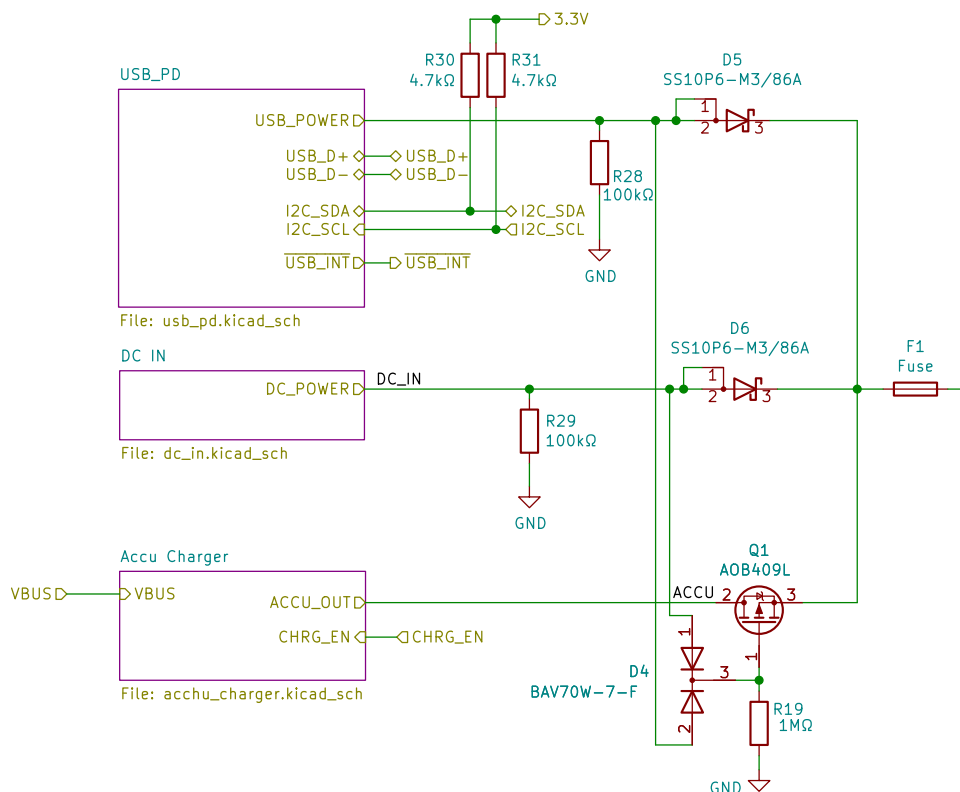 3.3V
R30
4.7kΩ
R31
4.7kΩ
D5
SS10P6-M3/86A
1
2
3
USB_PD
USB_POWER
USB_D+
USB_D+
USB_D-
USB_D-
R28
100kΩ
I2C_SDA
I2C_SDA
I2C_SCL
I2C_SCL
USB_INT
USB_INT
GND
File: usb_pd.kicad_sch
D6
SS10P6-M3/86A
1
2
3
F1
Fuse
DC IN
DC_POWER
DC_IN
R29
100kΩ
File: dc_in.kicad_sch
GND
Accu Charger
Q1
AOB409L
VBUS
VBUS
ACCU_OUT
ACCU
2
3
1
CHRG_EN
CHRG_EN
File: acchu_charger.kicad_sch
D4
BAV70W-7-F
1
3
2
R19
1MΩ
GND